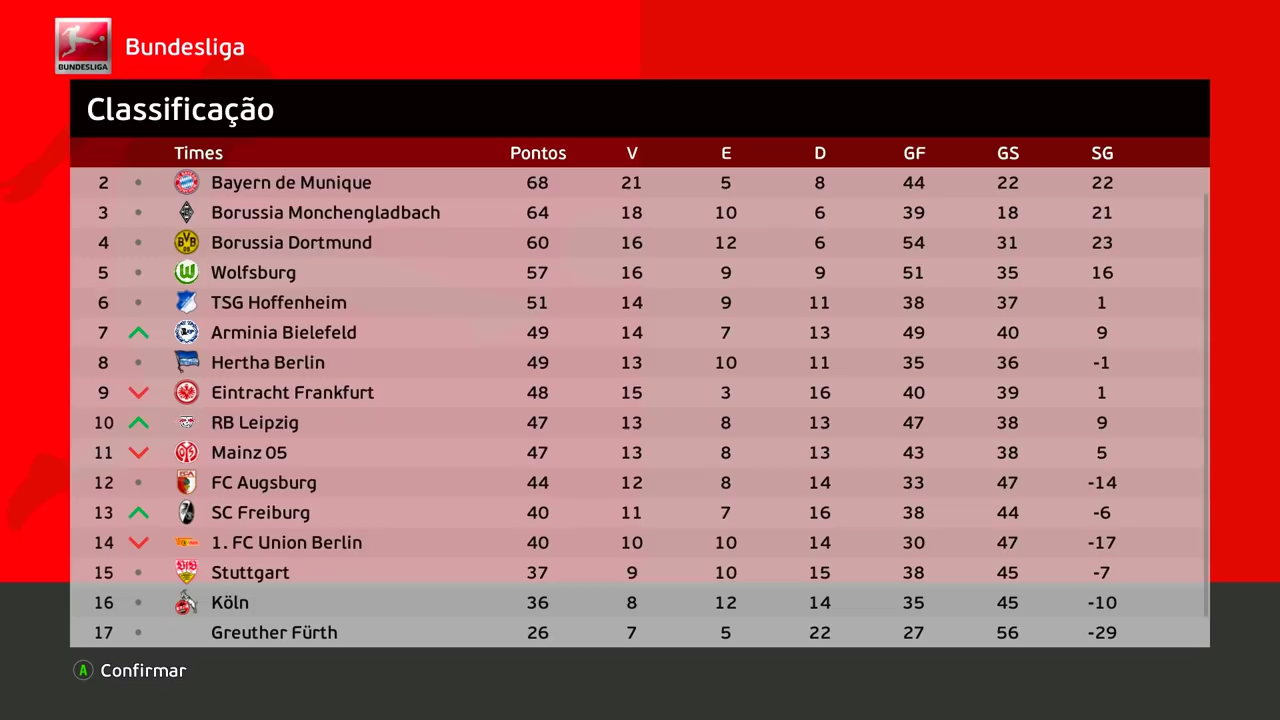 BUNDESLIGA
Bundesliga
Classificação
Times Pontos V E D GF GS SG
2 Bayern de Munique 68 21 5 8 44 22 22
3 Borussia Monchengladbach 64 18 10 6 39 18 21
4 Borussia Dortmund 60 16 12 6 54 31 23
5 Wolfsburg 57 16 9 9 51 35 16
6 TSG Hoffenheim 51 14 9 11 38 37 1
7 Arminia Bielefeld 49 14 7 13 49 40 9
8 Hertha Berlin 49 13 10 11 35 36 -1
9 Eintracht Frankfurt 48 15 3 16 40 39 1
10 RB Leipzig 47 13 8 13 47 38 9
11 Mainz 05 47 13 8 13 43 38 5
12 FC Augsburg 44 12 8 14 33 47 -14
13 SC Freiburg 40 11 7 16 38 44 -6
14 1. FC Union Berlin 40 10 10 14 30 47 -17
15 Stuttgart 37 9 10 15 38 45 -7
16 Köln 36 8 12 14 35 45 -10
17 Greuther Fürth 26 7 5 22 27 56 -29
A Confirmar